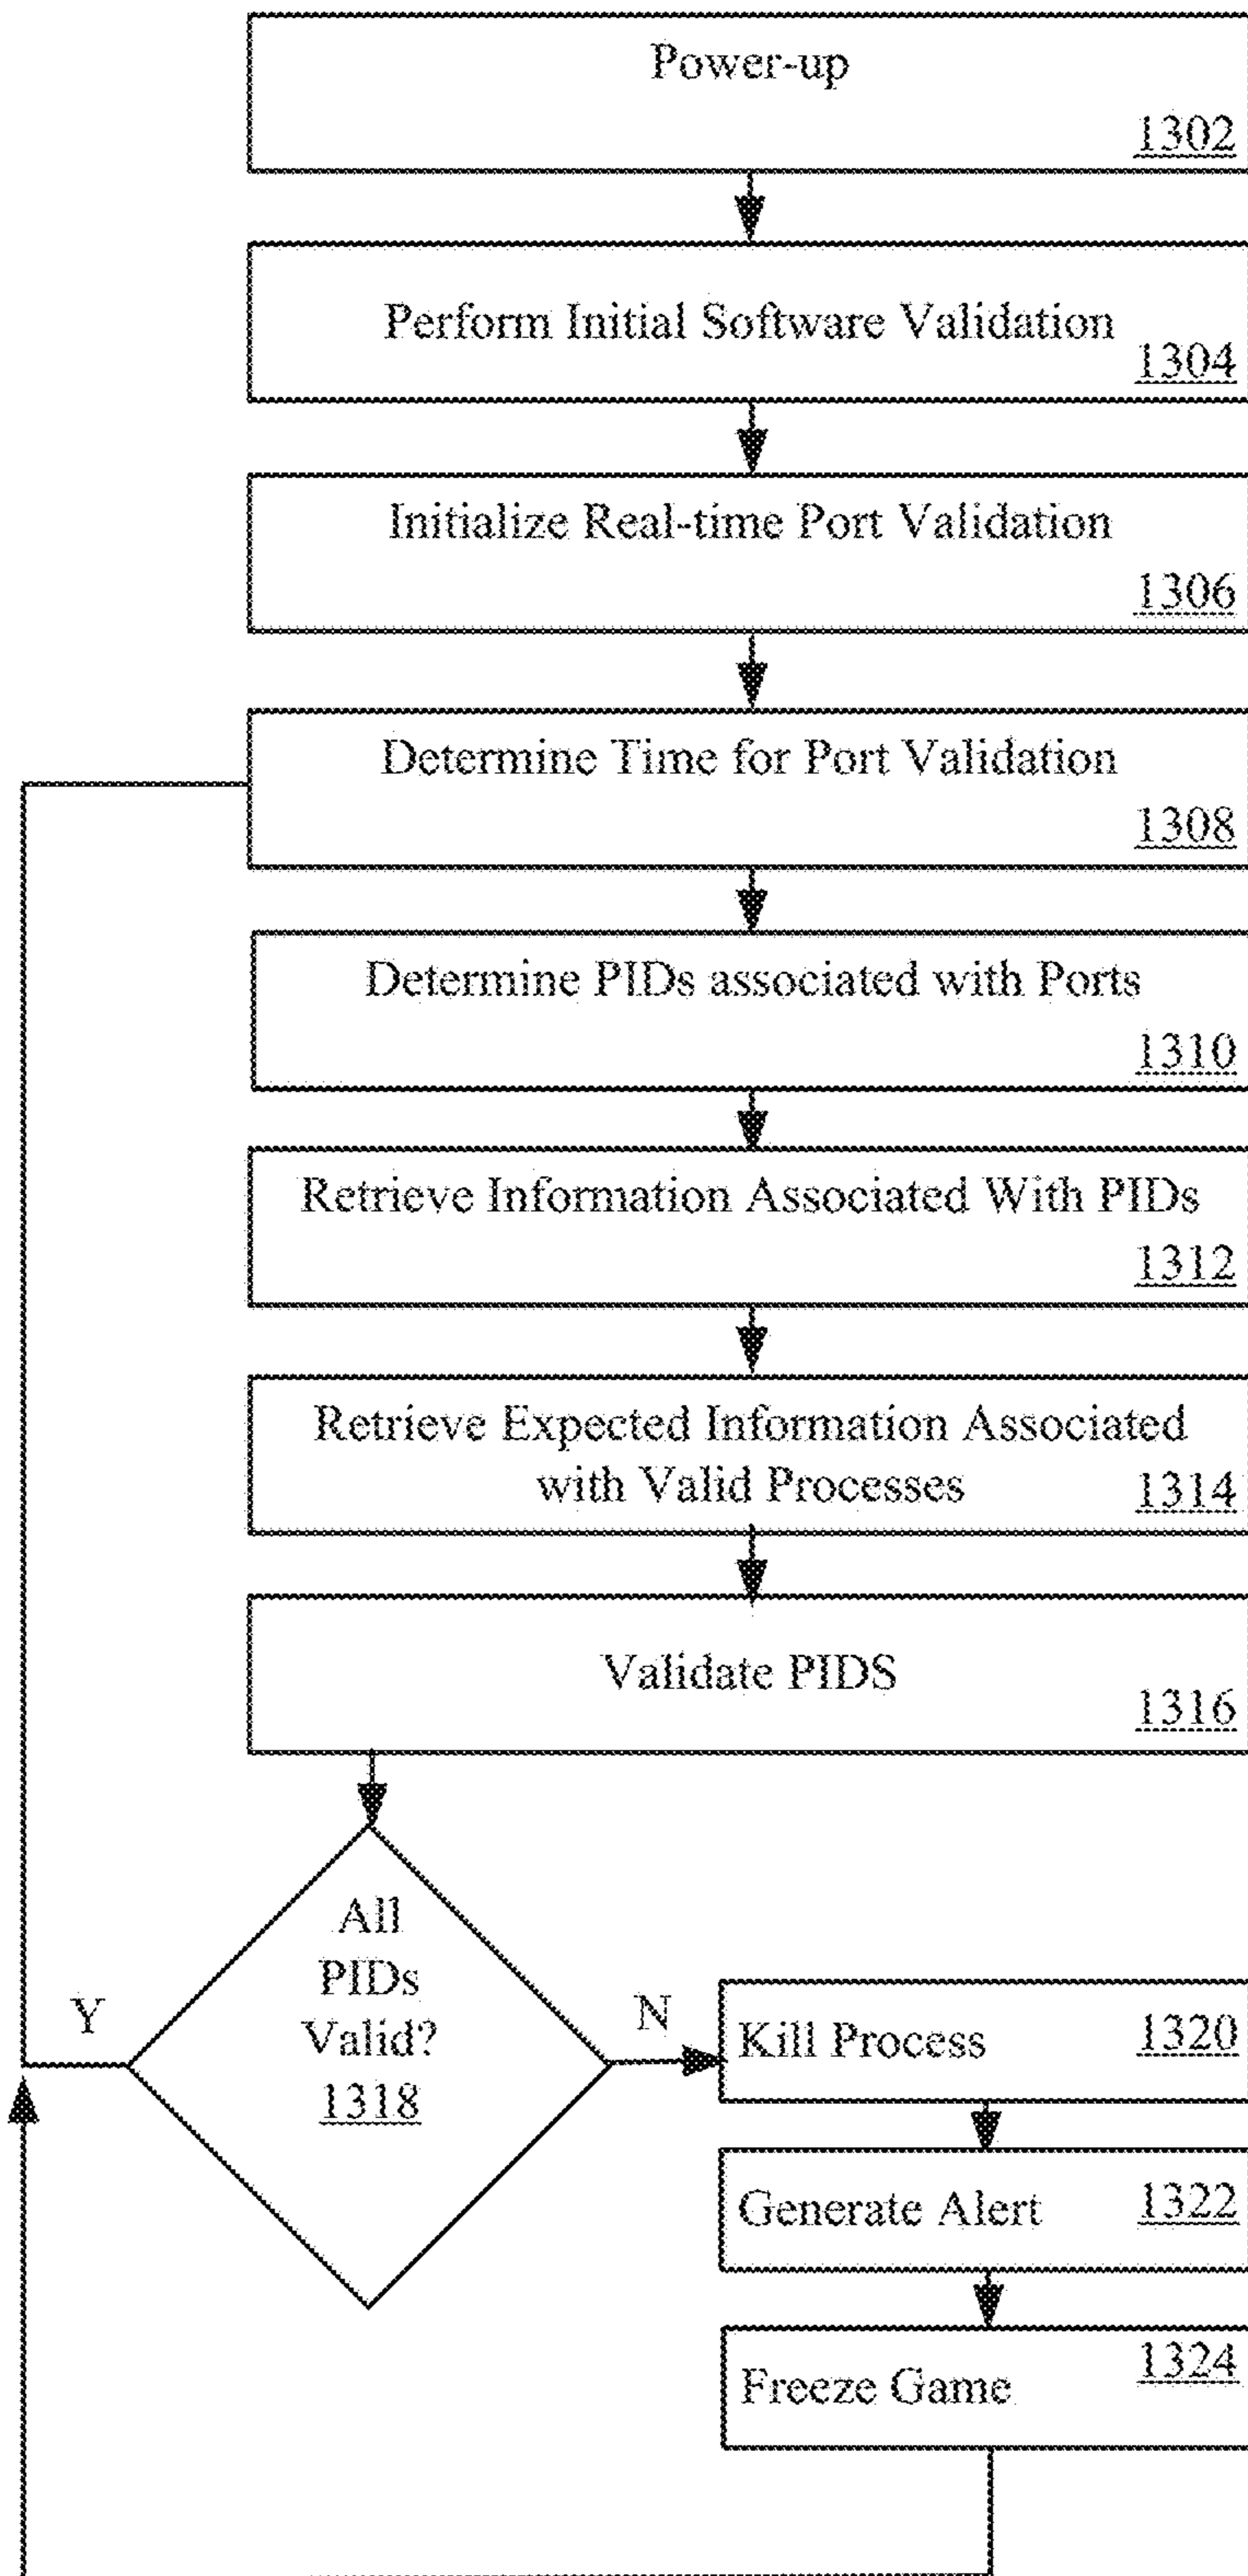 Power-up
1302
Perform Initial Software Validation
1304
Initialize Real-time Port Validation
1306
Determine Time for Port Validation
1308
Determine PIDs associated with Ports
1310
Retrieve Information Associated With PIDs
1312
Retrieve Expected Information Associated
with Valid Processes
1314
Validate PIDS
1316
All
PIDs
Valid?
1318
Y
N
Kill Process
1320
Generate Alert
1322
Freeze Game
1324